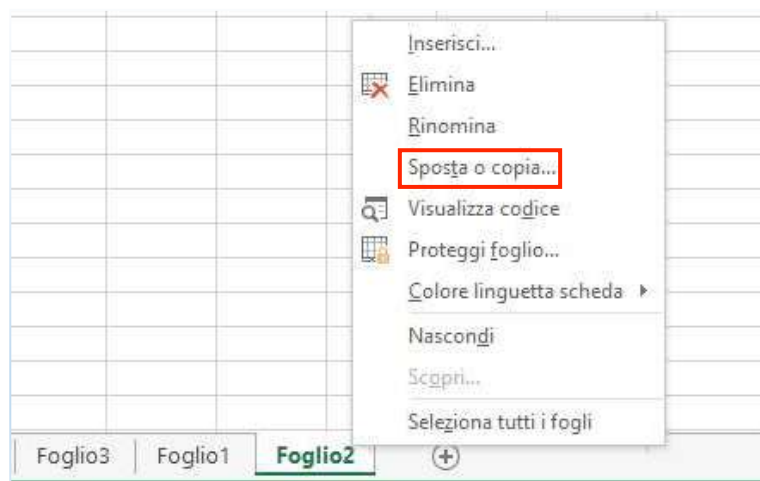 Inserisci...
Elimina
Rinomina
Sposta o copia...
Visualizza codice
Proteggi foglio...
Colore linguetta scheda
Nascondi
Scopri...
Seleziona tutti i fogli
Foglio3 Foglio1 Foglio2